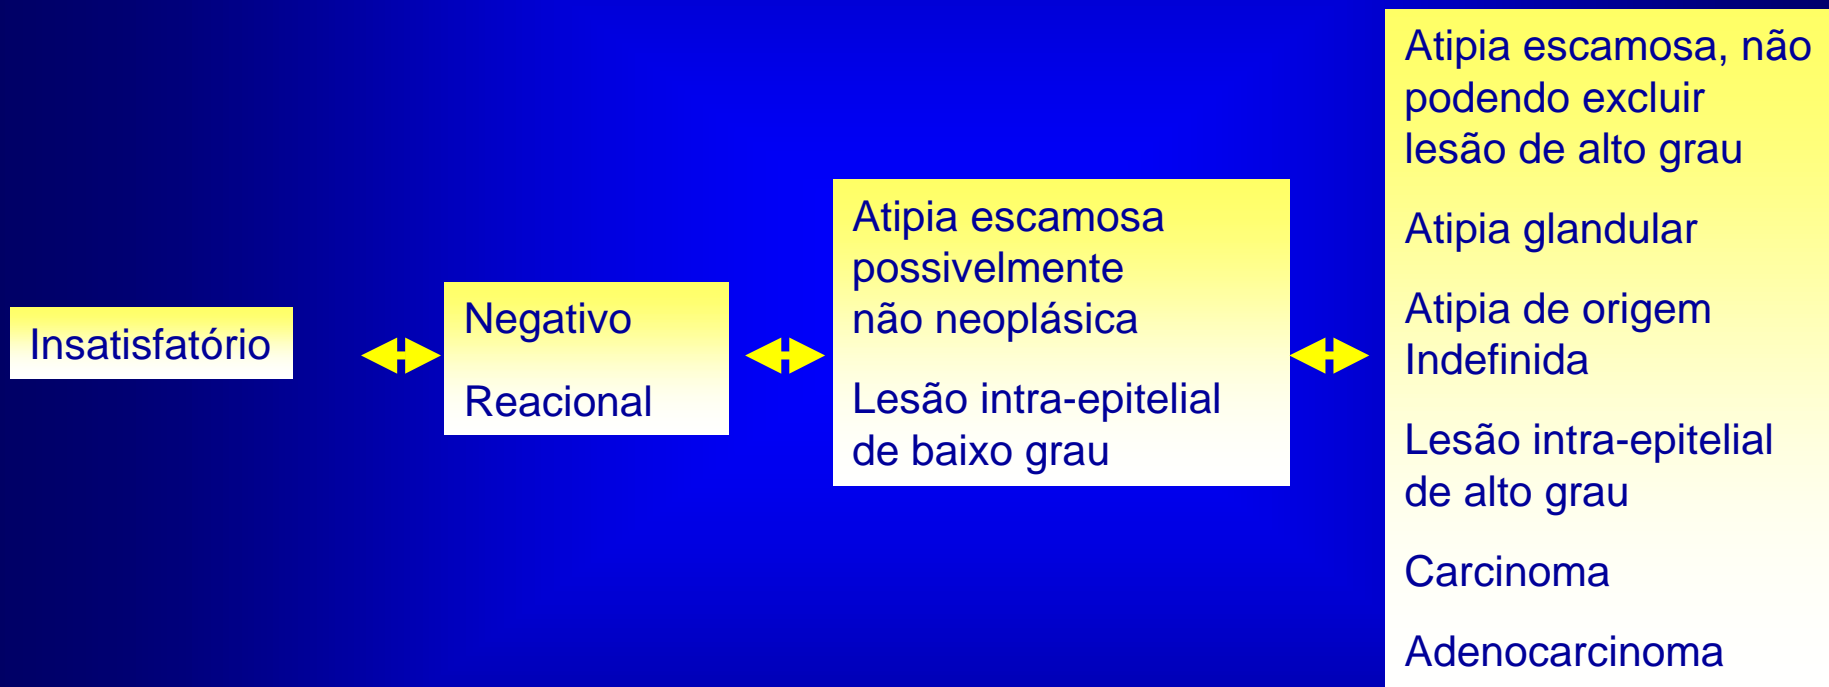 Insatisfatório
Negativo
Reacional
Atipia escamosa
possivelmente
não neoplásica
Lesão intra-epitelial
de baixo grau
Atipia escamosa, não
podendo excluir
lesão de alto grau
Atipia glandular
Atipia de origem
Indefinida
Lesão intra-epitelial
de alto grau
Carcinoma
Adenocarcinoma